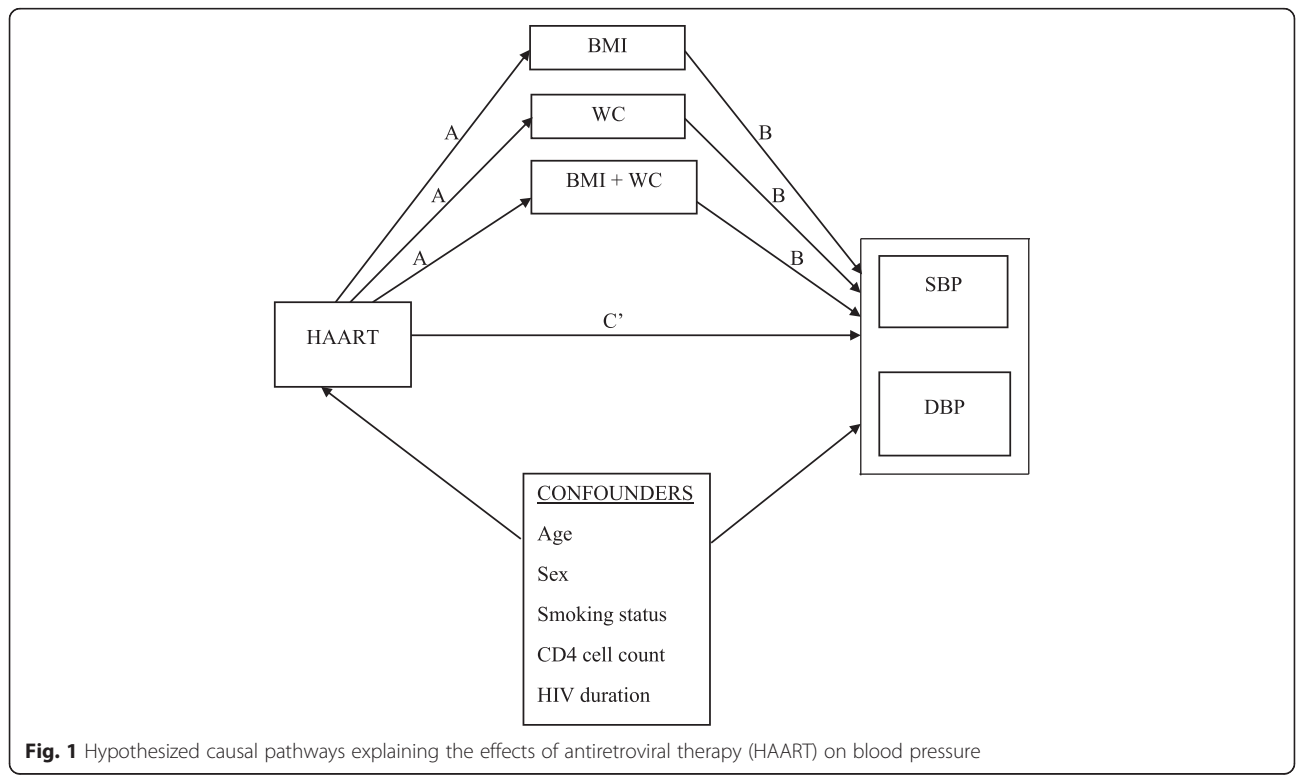 BMI
WC
BMI + WC
A
A
A
B
B
B
HAART
C’
SBP
DBP
CONFOUNDERS
Age
Sex
Smoking status
CD4 cell count
HIV duration
Fig. 1 Hypothesized causal pathways explaining the effects of antiretroviral therapy (HAART) on blood pressure